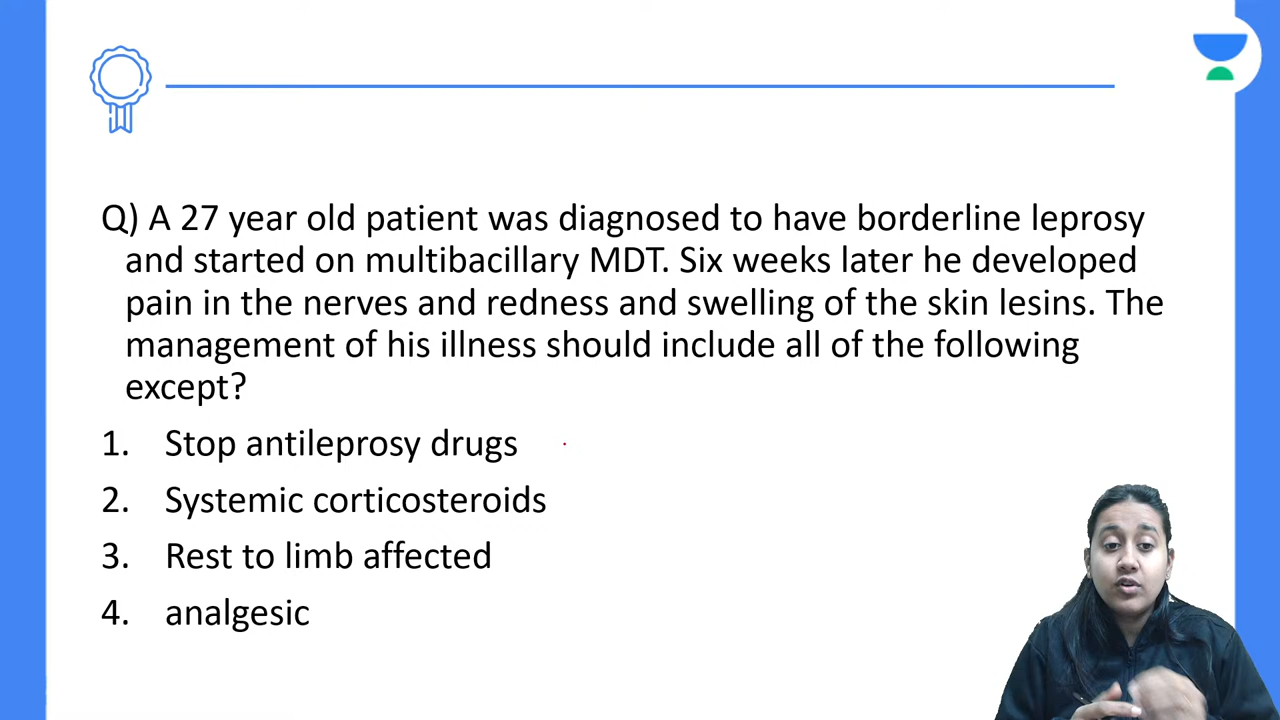 Q) A 27 year old patient was diagnosed to have borderline leprosy
and started on multibacillary MDT. Six weeks later he developed
pain in the nerves and redness and swelling of the skin lesins. The
management of his illness should include all of the following
except?
1. Stop antileprosy drugs
2. Systemic corticosteroids
3. Rest to limb affected
4. analgesic